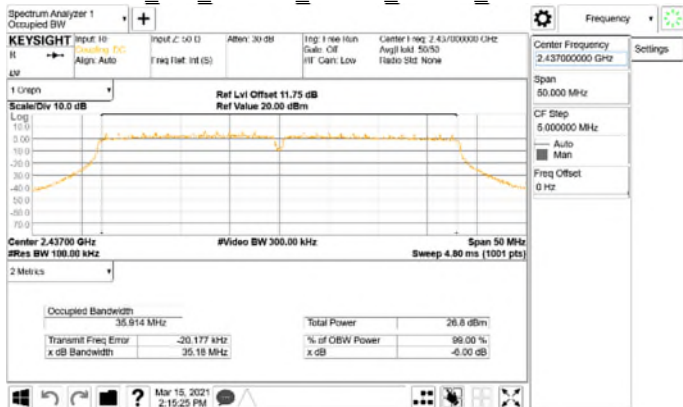 Spectrum Analyzer 1
Occupied BW
+
Frequency
KEYSIGHT Input: RF Input Z: 50 Ω Atten: 30 dB Trig: Free Run Center Freq: 2.437000000 GHz
Coupling: DC Gate: Off Avg|Hold: 50/50
Align: Auto Freq Ref: Int (S) #IF Gain: Low Radio Std: None
Center Frequency
2.437000000 GHz
Settings
Span
50.000 MHz
CF Step
5.000000 MHz
Auto
Man
Freq Offset
0 Hz
1 Graph
Scale/Div 10.0 dB
Ref Lvl Offset 11.75 dB
Ref Value 20.00 dBm
Log
10.0
0.00
-10.0
-20.0
-30.0
-40.0
-50.0
-60.0
-70.0
Center 2.43700 GHz #Video BW 300.00 kHz Span 50 MHz
#Res BW 100.00 kHz Sweep 4.80 ms (1001 pts)
2 Metrics
Occupied Bandwidth
35.914 MHz
Total Power 26.8 dBm
Transmit Freq Error -20.177 kHz
% of OBW Power 99.00 %
x dB Bandwidth 35.18 MHz
x dB -6.00 dB
?
Mar 15, 2021
2:15:25 PM